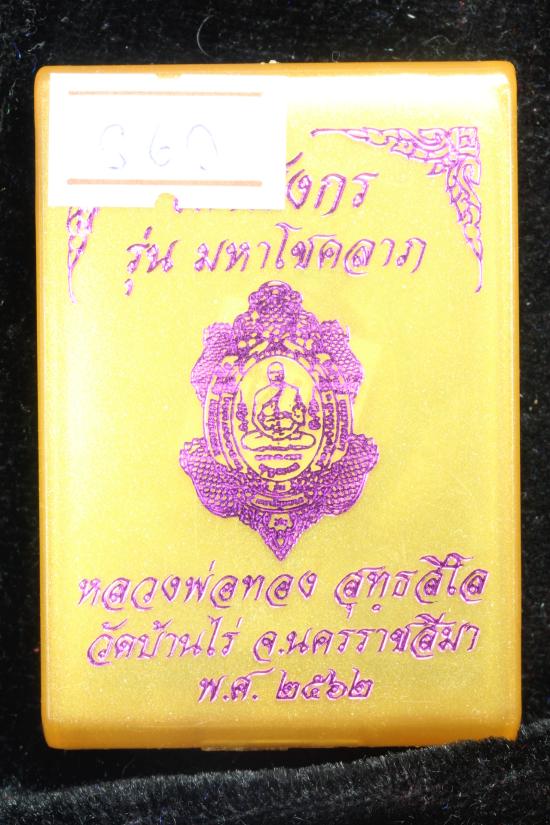 รุ่น มหาโชคลาภ
หลวงพ่อทอง สุทฺธสีโล
วัดบ้านไร่ จ.นครราชสีมา
พ.ศ. ๒๕๖๒